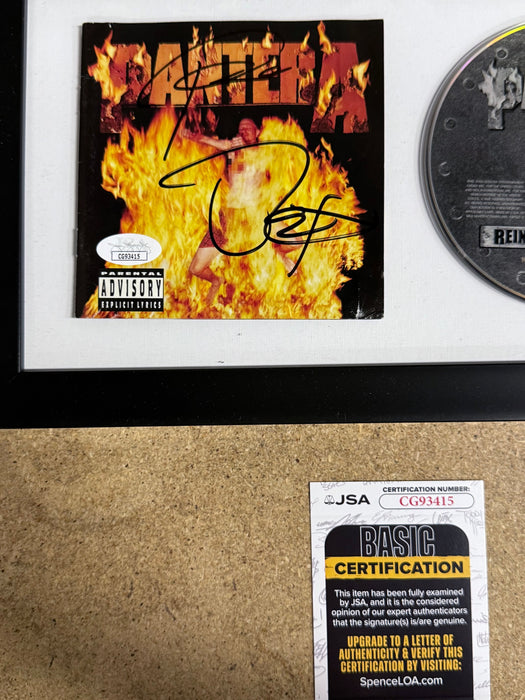 PANTERA
CG93415
PARENTAL
ADVISORY
EXPLICIT LYRICS
P
REIN
JSA
CERTIFICATION NUMBER:
CG93415
BASIC
CERTIFICATION
This item has been fully examined
by JSA, and it is the considered
opinion of our expert authenticators
that the signature(s) is/are genuine.
UPGRADE TO A LETTER OF
AUTHENTICITY & VERIFY THIS
CERTIFICATION BY VISITING:
SpenceLOA.com